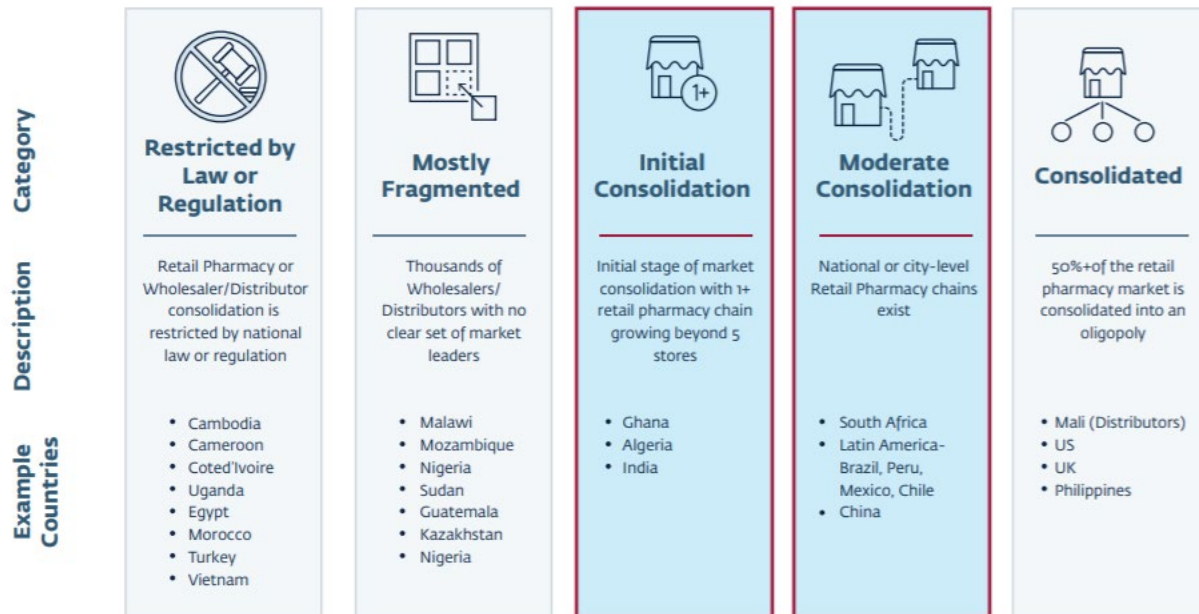 Category
Restricted by
Law or
Regulation
Mostly
Fragmented
1+
Initial
Consolidation
Moderate
Consolidation
Consolidated
Description
Retail Pharmacy or
Wholesaler/Distributor
consolidation is
restricted by national
law or regulation
Thousands of
Wholesalers/
Distributors with no
clear set of market
leaders
Initial stage of market
consolidation with 1+
retail pharmacy chain
growing beyond 5
stores
National or city-level
Retail Pharmacy chains
exist
50%+of the retail
pharmacy market is
consolidated into an
oligopoly
Example
Countries
• Cambodia
• Cameroon
• Coted'Ivoire
• Uganda
• Egypt
• Morocco
• Turkey
• Vietnam
• Malawi
• Mozambique
• Nigeria
• Sudan
• Guatemala
• Kazakhstan
• Nigeria
• Ghana
• Algeria
• India
• South Africa
• Latin America-
Brazil, Peru,
Mexico, Chile
• China
• Mali (Distributors)
• US
• UK
• Philippines